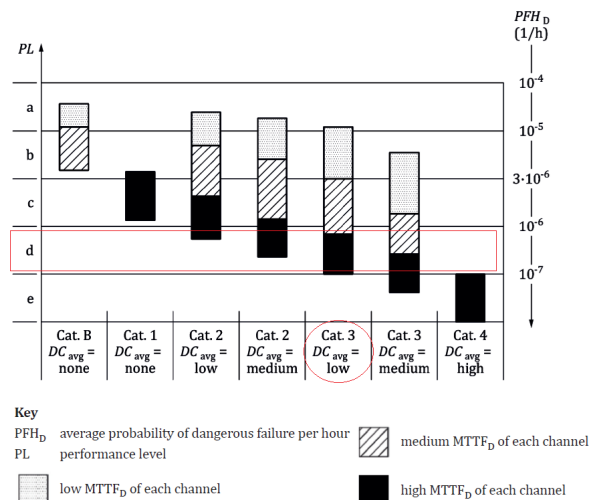 PFH D
(1/h)
PL
a
b
c
d
e
10-4
10-5
3·10-6
10-6
10-7
Cat. B
DC avg =
none
Cat. 1
DC avg =
none
Cat. 2
DC avg =
low
Cat. 2
DC avg =
medium
Cat. 3
DC avg =
low
Cat. 3
DC avg =
medium
Cat. 4
DC avg =
high
Key
PFHD average probability of dangerous failure per hour
PL performance level
low MTTFD of each channel
medium MTTFD of each channel
high MTTFD of each channel